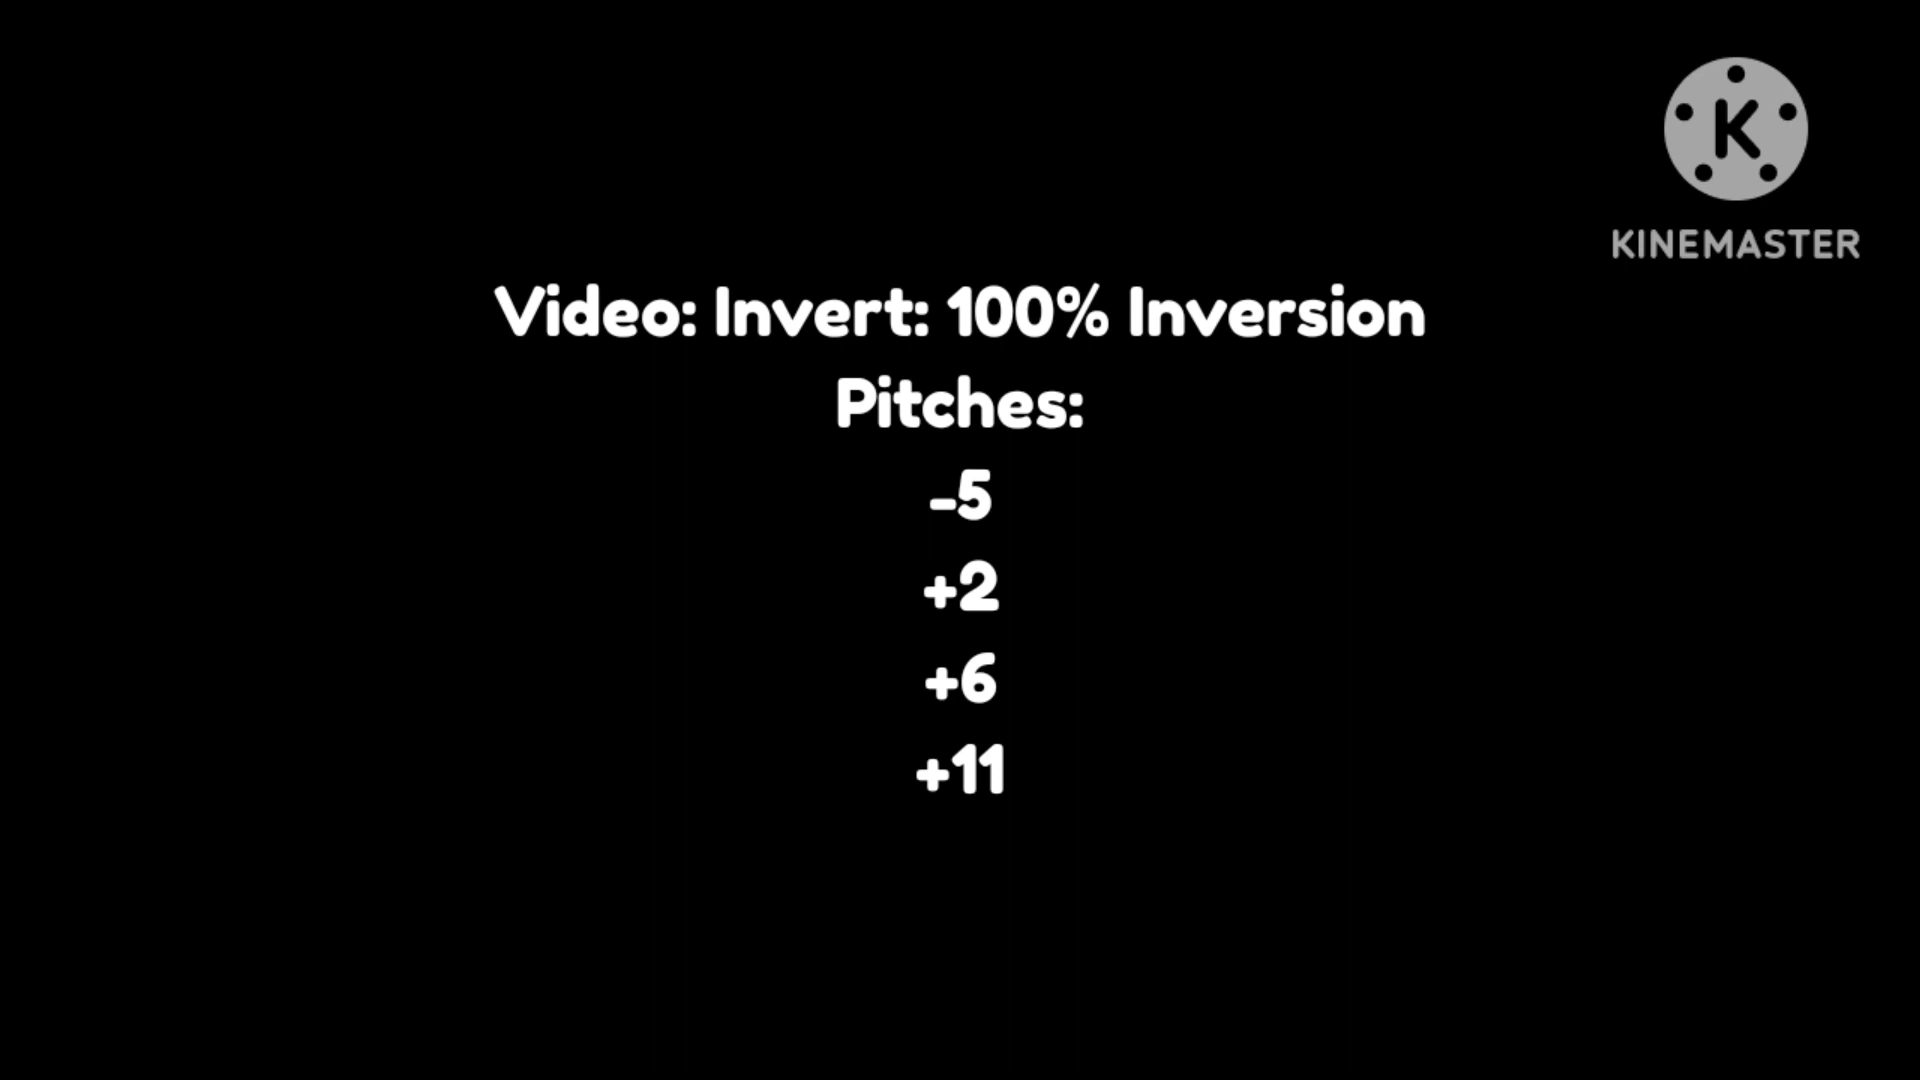 K
KINEMASTER
Video: Invert: 100% Inversion
Pitches:
-5
+2
+6
+11